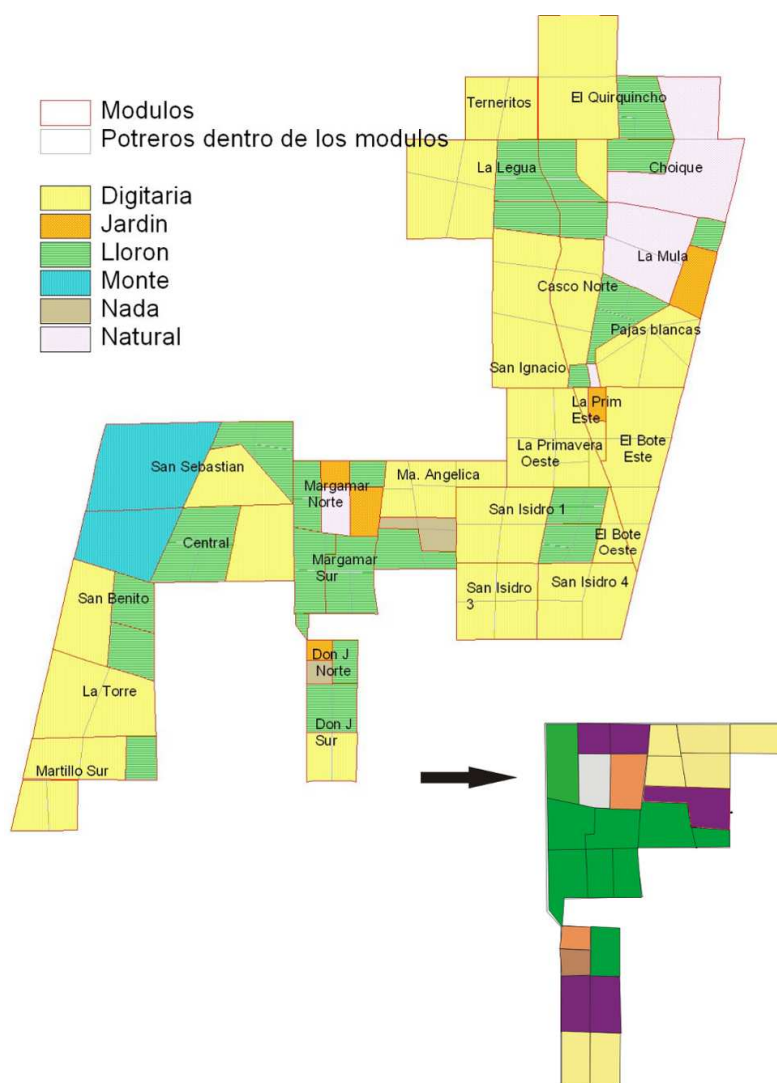 Modulos
Potreros dentro de los modulos
Digitaria
Jardin
Lloron
Monte
Nada
Natural
Terneritos
El Quirquincho
La Legua
Choique
La Mula
Casco Norte
Pajas blancas
San Ignacio
La Prim
Este
La Primavera
Oeste
El Bote
Este
San Sebastian
Margamar
Norte
Ma. Angelica
San Isidro 1
Central
Margamar
Sur
El Bote
Oeste
San Benito
San Isidro
3
San Isidro 4
Don J
Norte
La Torre
Don J
Sur
Martillo Sur